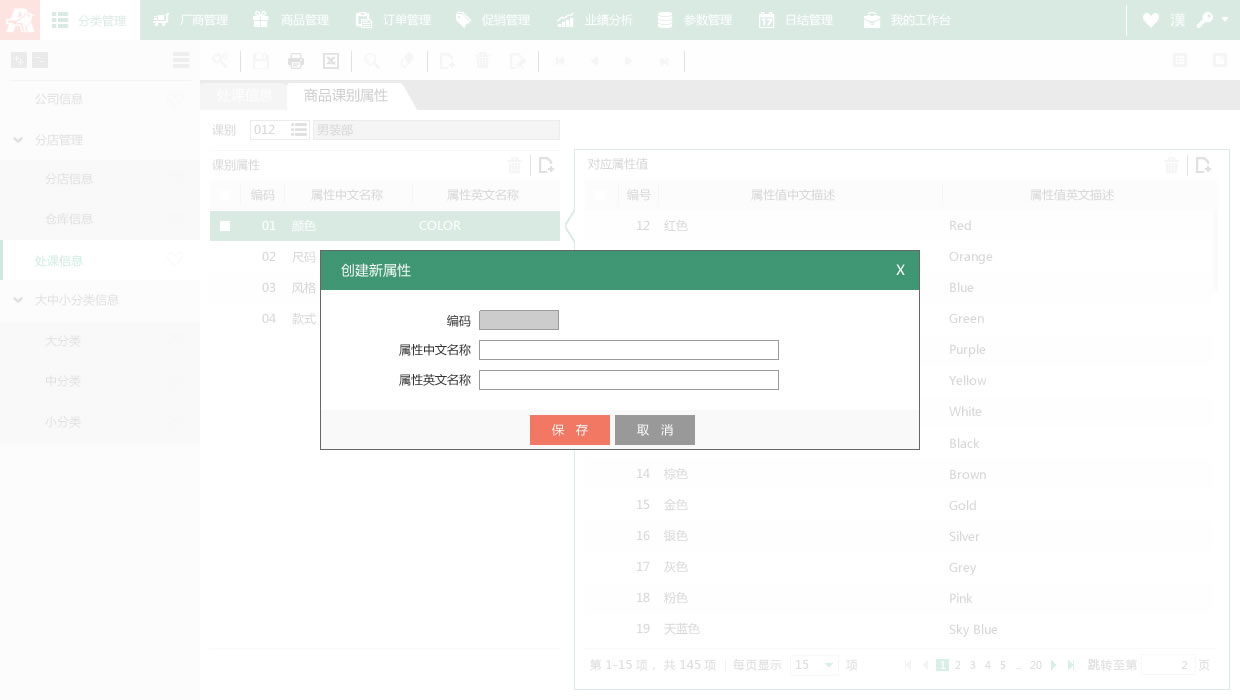 分类管理 厂商管理 商品管理 订单管理 促销管理 业绩分析 参数管理 日结管理 我的工作台 漢
处课信息 商品课别属性
公司信息
分店管理
分店信息
仓库信息
处课信息
大中小分类信息
大分类
中分类
小分类
课别 012 男装部
课别属性
编码 属性中文名称 属性英文名称
01 颜色 COLOR
02 尺码
03 风格
04 款式
对应属性值
编号 属性值中文描述 属性值英文描述
12 红色 Red
Orange
Blue
Green
Purple
Yellow
White
Black
14 棕色 Brown
15 金色 Gold
16 银色 Silver
17 灰色 Grey
18 粉色 Pink
19 天蓝色 Sky Blue
第 1-15 项，共 145 项 | 每页显示 15 项 1 2 3 4 5 ... 20 跳转至第 2 页
创建新属性 X
编码
属性中文名称
属性英文名称
保 存 取 消